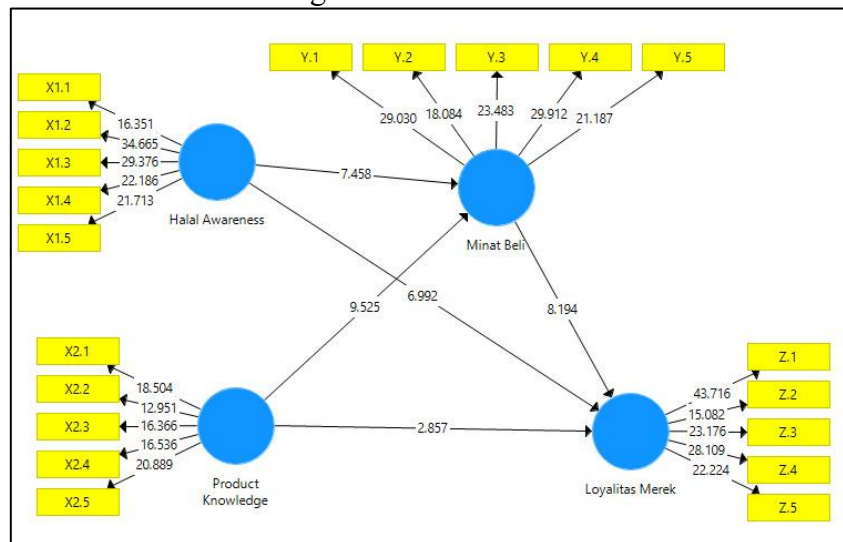 Y.1
Y.2
Y.3
Y.4
Y.5
29.030
18.084
23.483
29.912
21.187
X1.1
X1.2
X1.3
X1.4
X1.5
16.351
34.665
29.376
22.186
21.713
Halal Awareness
7.458
Minat Beli
9.525
6.992
8.194
X2.1
X2.2
X2.3
X2.4
X2.5
18.504
12.951
16.366
16.536
20.889
Product
Knowledge
2.857
Loyalitas Merek
43.716
15.082
23.176
28.109
22.224
Z.1
Z.2
Z.3
Z.4
Z.5